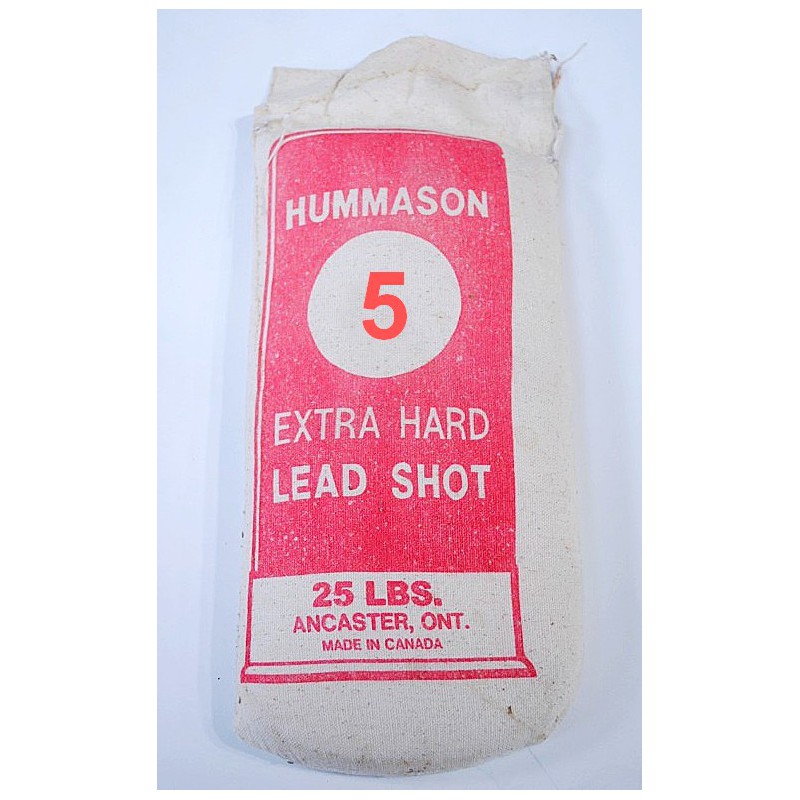 HUMMASON
5
EXTRA HARD
LEAD SHOT
25 LBS.
ANCASTER, ONT.
MADE IN CANADA